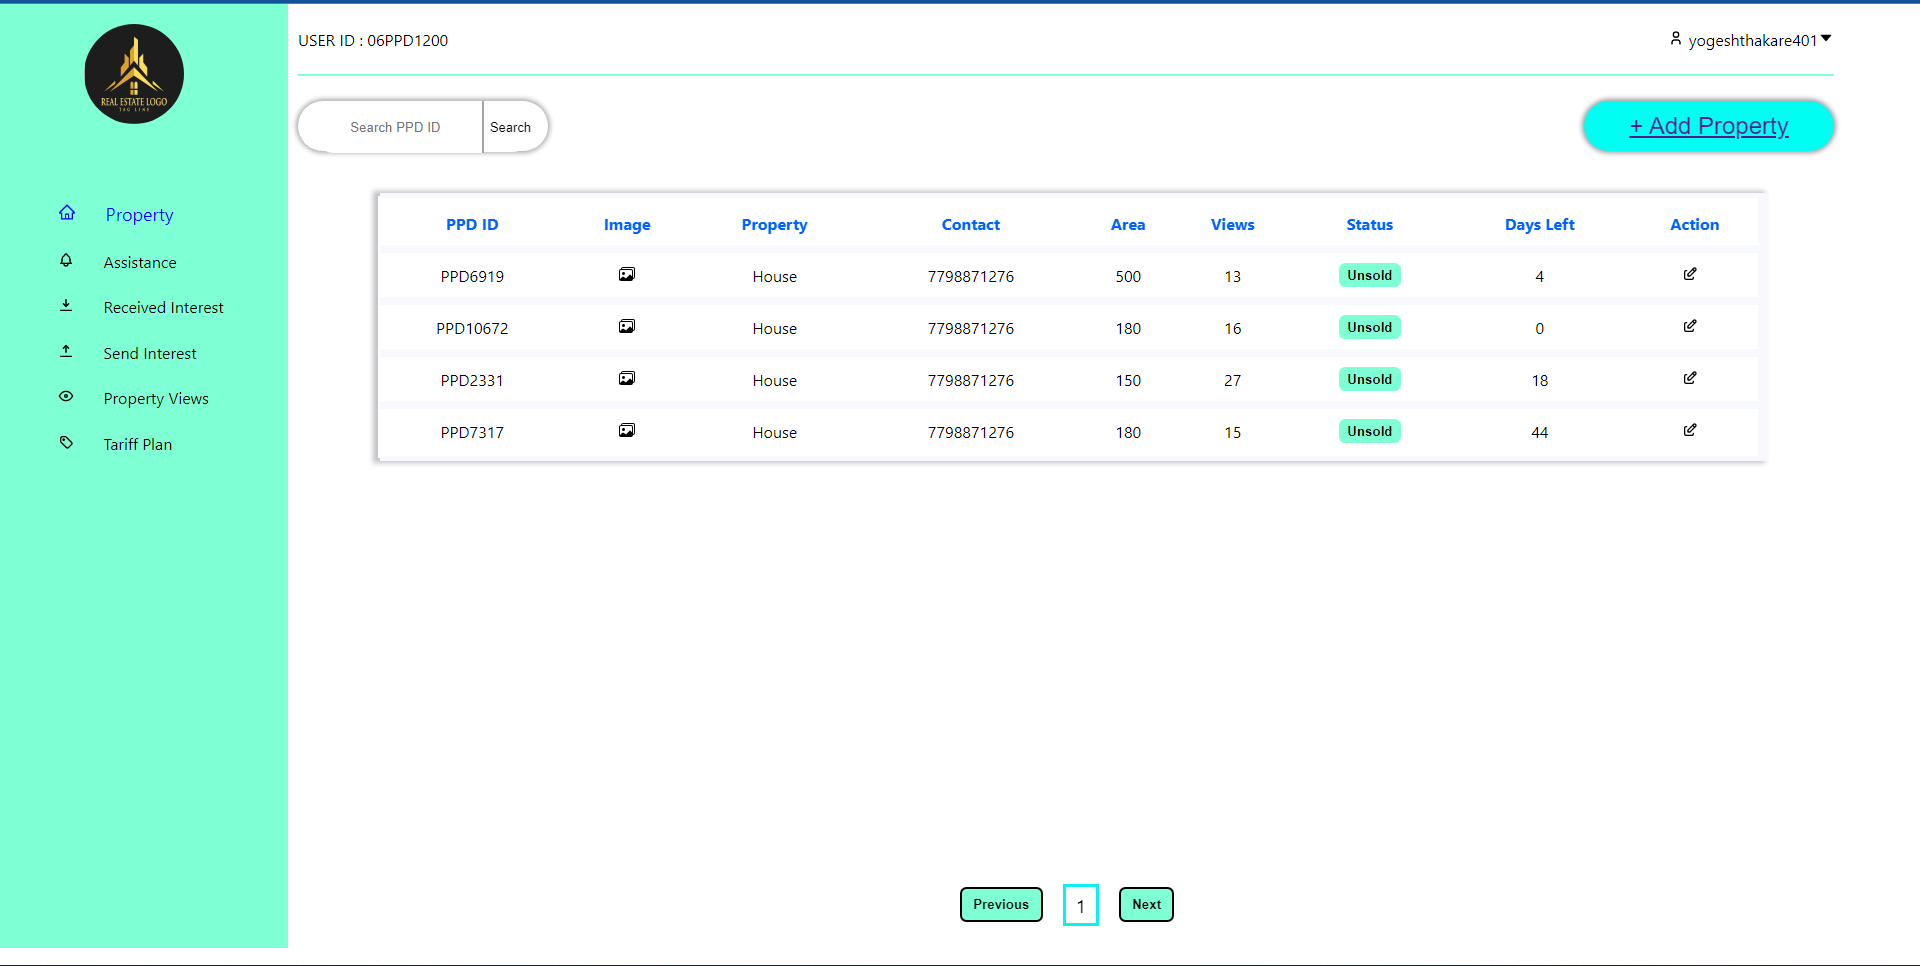 REAL ESTATE LOGO
TAG LINE
Property
Assistance
Received Interest
Send Interest
Property Views
Tariff Plan
USER ID : 06PPD1200
yogeshthakare401
Search PPD ID Search
+ Add Property
PPD ID Image Property Contact Area Views Status Days Left Action
PPD6919 House 7798871276 500 13 Unsold 4
PPD10672 House 7798871276 180 16 Unsold 0
PPD2331 House 7798871276 150 27 Unsold 18
PPD7317 House 7798871276 180 15 Unsold 44
Previous 1 Next